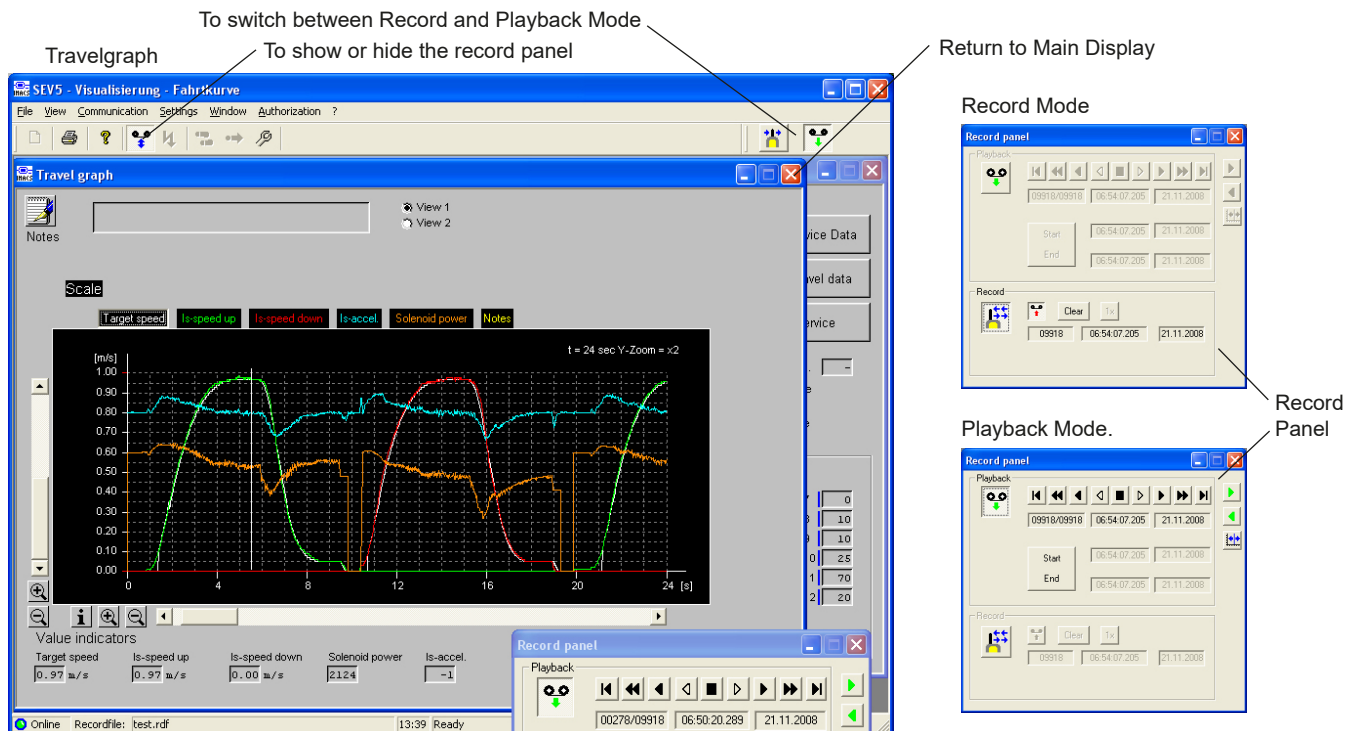 To switch between Record and Playback Mode
To show or hide the record panel
Travelgraph
Return to Main Display
SEV5 - Visualisierung - Fahrtkurve
File View Communication Settings Window Authorization ?
Travel graph
Notes
View 1
View 2
Scale
Target speed Is-speed up Is-speed down Is-accel. Solenoid power Notes
t = 24 sec Y-Zoom = x2
[m/s]
1.00
0.90
0.80
0.70
0.60
0.50
0.40
0.30
0.20
0.10
0.00
0 4 8 12 16 20 24 [s]
Value indicators
Target speed Is-speed up Is-speed down Solenoid power Is-accel.
0.97 m/s 0.97 m/s 0.00 m/s 2124 -1
vice Data
vel data
ervice
0
10
10
0 25
1 70
2 20
Record panel
Playback
00278/09918 06:50:20.289 21.11.2008
Online Recordfile: test.rdf 13:39 Ready
Record Mode
Record panel
Playback
09918/09918 06:54:07.205 21.11.2008
Start 06:54:07.205 21.11.2008
End 06:54:07.205 21.11.2008
Record
Clear Tx
09918 06:54:07.205 21.11.2008
Record
Panel
Playback Mode.
Record panel
Playback
09918/09918 06:54:07.205 21.11.2008
Start 06:54:07.205 21.11.2008
End 06:54:07.205 21.11.2008
Record
Clear Tx
09918 06:54:07.205 21.11.2008